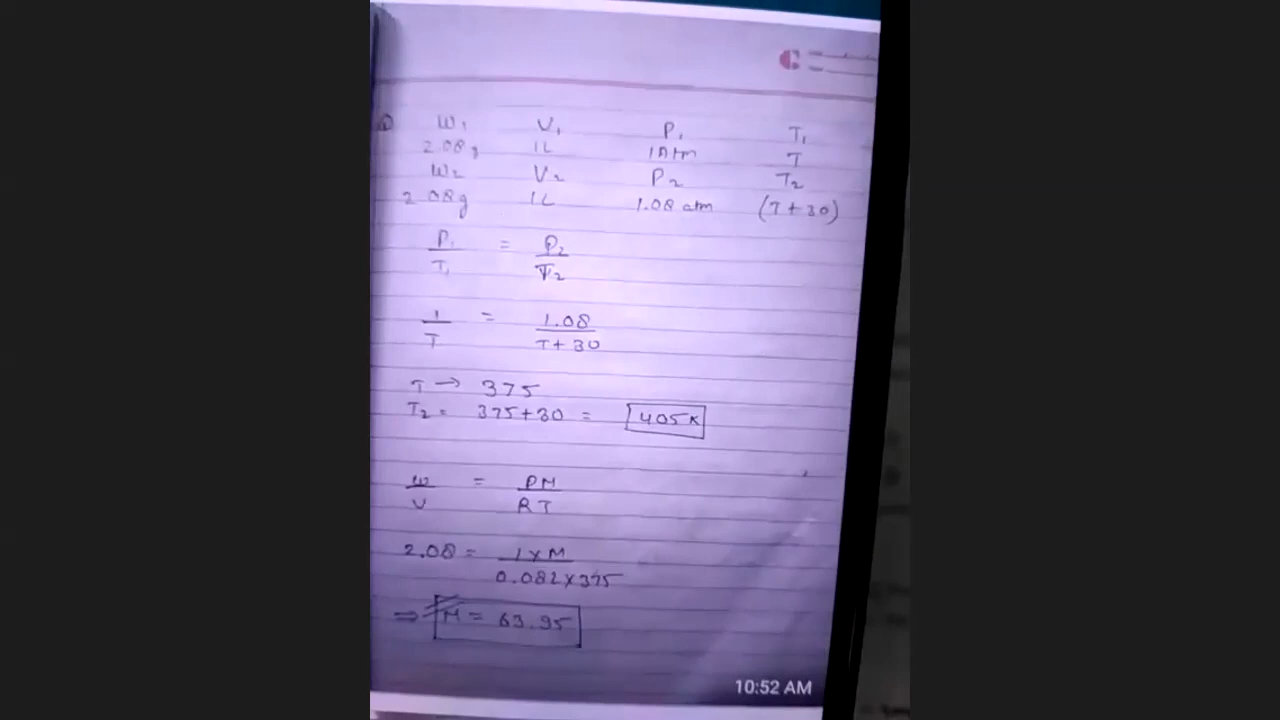 W₁ V₁ P₁ T₁
2.08g 1L 1Atm T
W₂ V₂ P₂ T₂
2.08g 1L 1.08 atm (T+30)
P₁/T₁ = P₂/T₂
1/T = 1.08/T+30
T → 375
T₂ = 375+30 = 405K
w/V = PM/RT
2.08 = 1×M/0.082×375
⇒ M = 63.95
10:52 AM